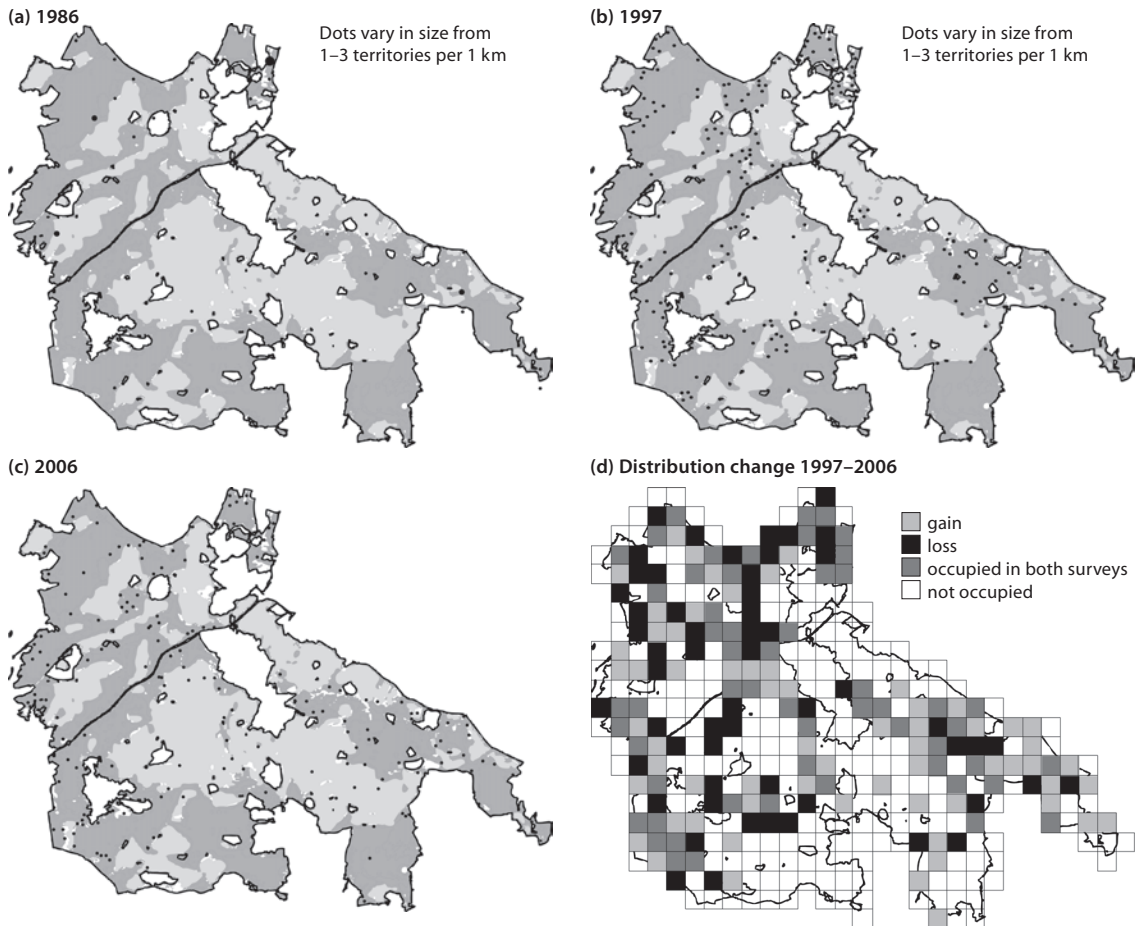 (a) 1986
Dots vary in size from
1–3 territories per 1 km
(b) 1997
Dots vary in size from
1–3 territories per 1 km
(c) 2006
(d) Distribution change 1997–2006
gain
loss
occupied in both surveys
not occupied